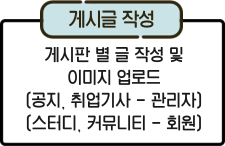 게시글 작성
게시판 별 글 작성 및
이미지 업로드
(공지, 취업기사 - 관리자)
(스터디, 커뮤니티 - 회원)